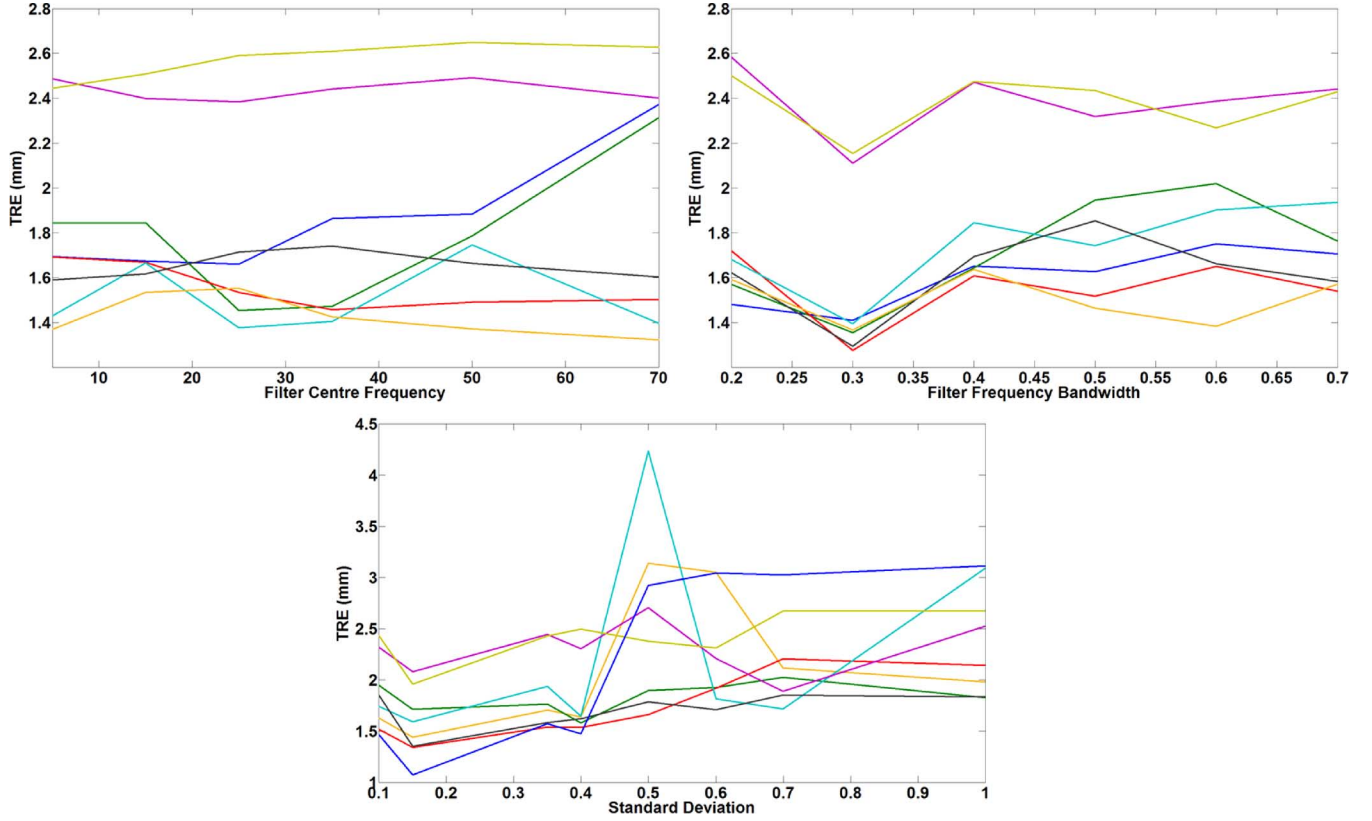 2.8
2.6
2.4
2.2
2
1.8
1.6
1.4
TRE (mm)
10 20 30 40 50 60 70
Filter Centre Frequency
2.8
2.6
2.4
2.2
2
1.8
1.6
1.4
TRE (mm)
0.2 0.25 0.3 0.35 0.4 0.45 0.5 0.55 0.6 0.65 0.7
Filter Frequency Bandwidth
4.5
4
3.5
3
2.5
2
1.5
1
TRE (mm)
0.1 0.2 0.3 0.4 0.5 0.6 0.7 0.8 0.9 1
Standard Deviation